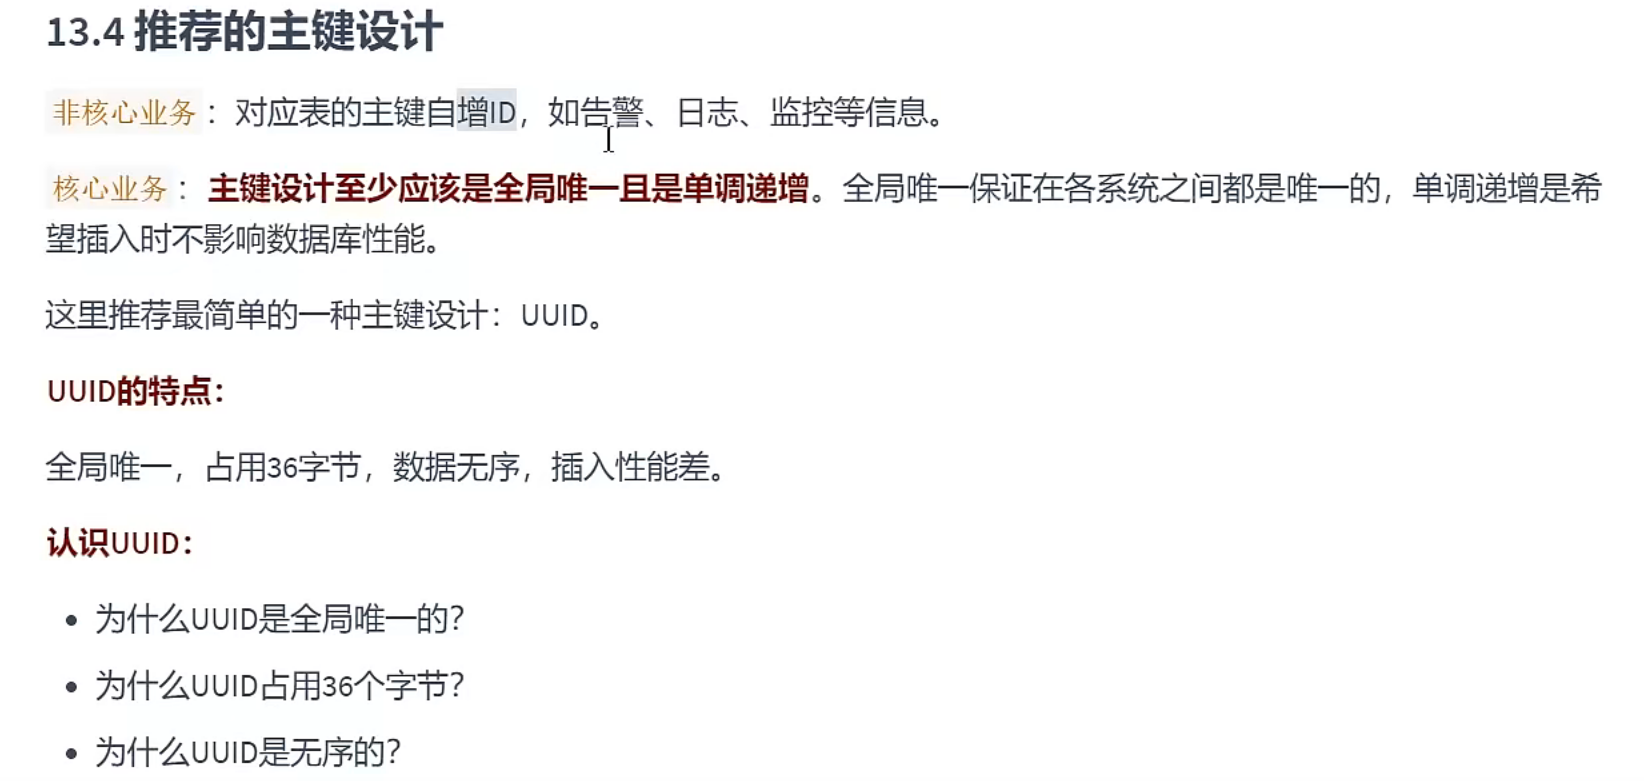 13.4 推荐的主键设计
非核心业务：对应表的主键自增ID，如告警、日志、监控等信息。
核心业务：主键设计至少应该是全局唯一且是单调递增。全局唯一保证在各系统之间都是唯一的，单调递增是希
望插入时不影响数据库性能。
这里推荐最简单的一种主键设计：UUID。
UUID的特点：
全局唯一，占用36字节，数据无序，插入性能差。
认识UUID：
• 为什么UUID是全局唯一的？
• 为什么UUID占用36个字节？
• 为什么UUID是无序的？